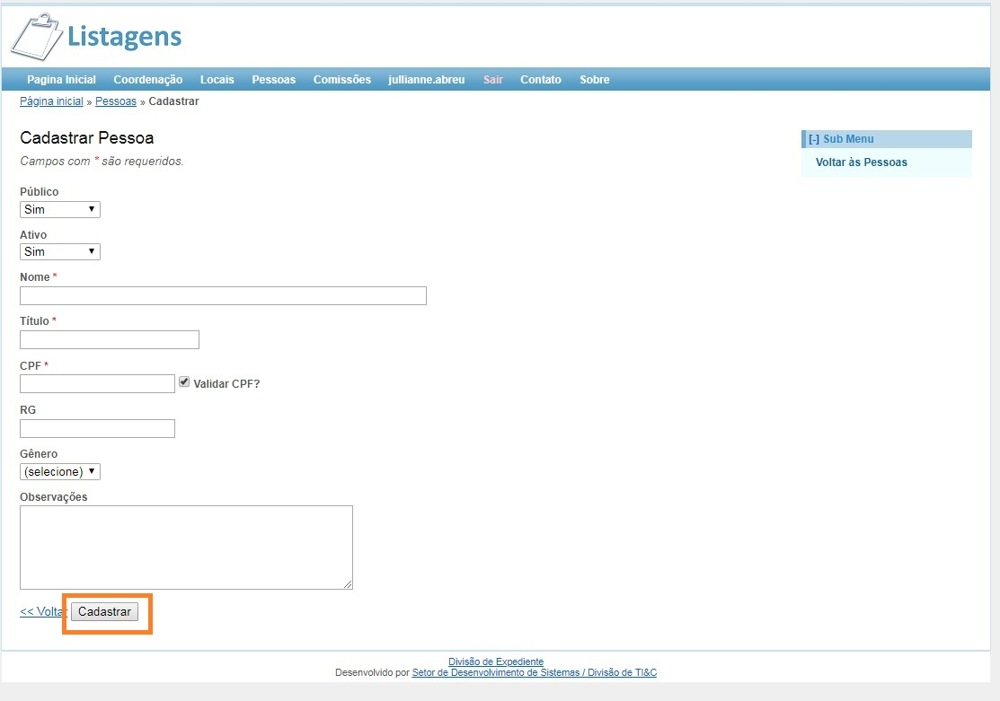 Listagens
Pagina Inicial Coordenação Locais Pessoas Comissões jullianne.abreu Sair Contato Sobre
Página inicial » Pessoas » Cadastrar
Cadastrar Pessoa
Campos com * são requeridos.
[-] Sub Menu
Voltar às Pessoas
Público
Sim
Ativo
Sim
Nome *
Título *
CPF *
Validar CPF?
RG
Gênero
(selecione)
Observações
<< Voltar Cadastrar
Divisão de Expediente
Desenvolvido por Setor de Desenvolvimento de Sistemas / Divisão de TI&C